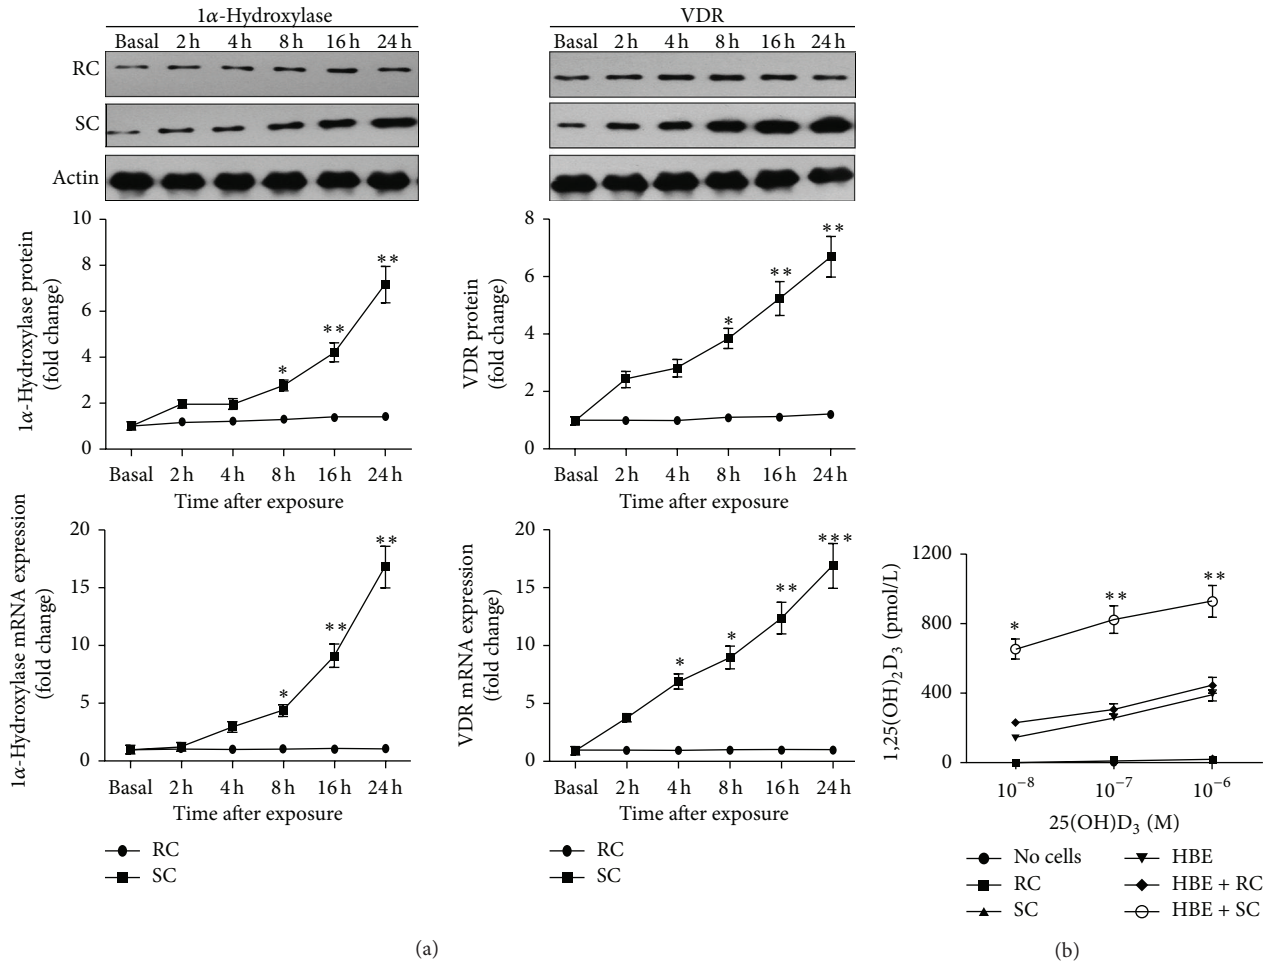 1α-Hydroxylase
Basal 2 h 4 h 8 h 16 h 24 h
RC
SC
Actin
VDR
Basal 2 h 4 h 8 h 16 h 24 h
1α-Hydroxylase protein
(fold change)
10
8
6
4
2
0
*
**
**
Basal 2 h 4 h 8 h 16 h 24 h
Time after exposure
VDR protein
(fold change)
8
6
4
2
0
*
**
**
Basal 2 h 4 h 8 h 16 h 24 h
Time after exposure
1α-Hydroxylase mRNA expression
(fold change)
20
15
10
5
0
*
**
**
Basal 2 h 4 h 8 h 16 h 24 h
Time after exposure
RC
SC
VDR mRNA expression
(fold change)
20
15
10
5
0
*
*
**
***
Basal 2 h 4 h 8 h 16 h 24 h
Time after exposure
RC
SC
(a)
1,25(OH)₂D₃ (pmol/L)
1200
800
400
0
*
**
**
10⁻⁸ 10⁻⁷ 10⁻⁶
25(OH)D₃ (M)
No cells
RC
SC
HBE
HBE + RC
HBE + SC
(b)